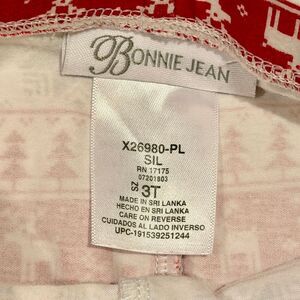 BONNIE JEAN
X26980-PL
SIL
RN 17175
07201803
SZ 3T
MADE IN SRI LANKA
HECHO EN SRI LANKA
CARE ON REVERSE
CUIDADOS AL LADO INVERSO
UPC-191539251244